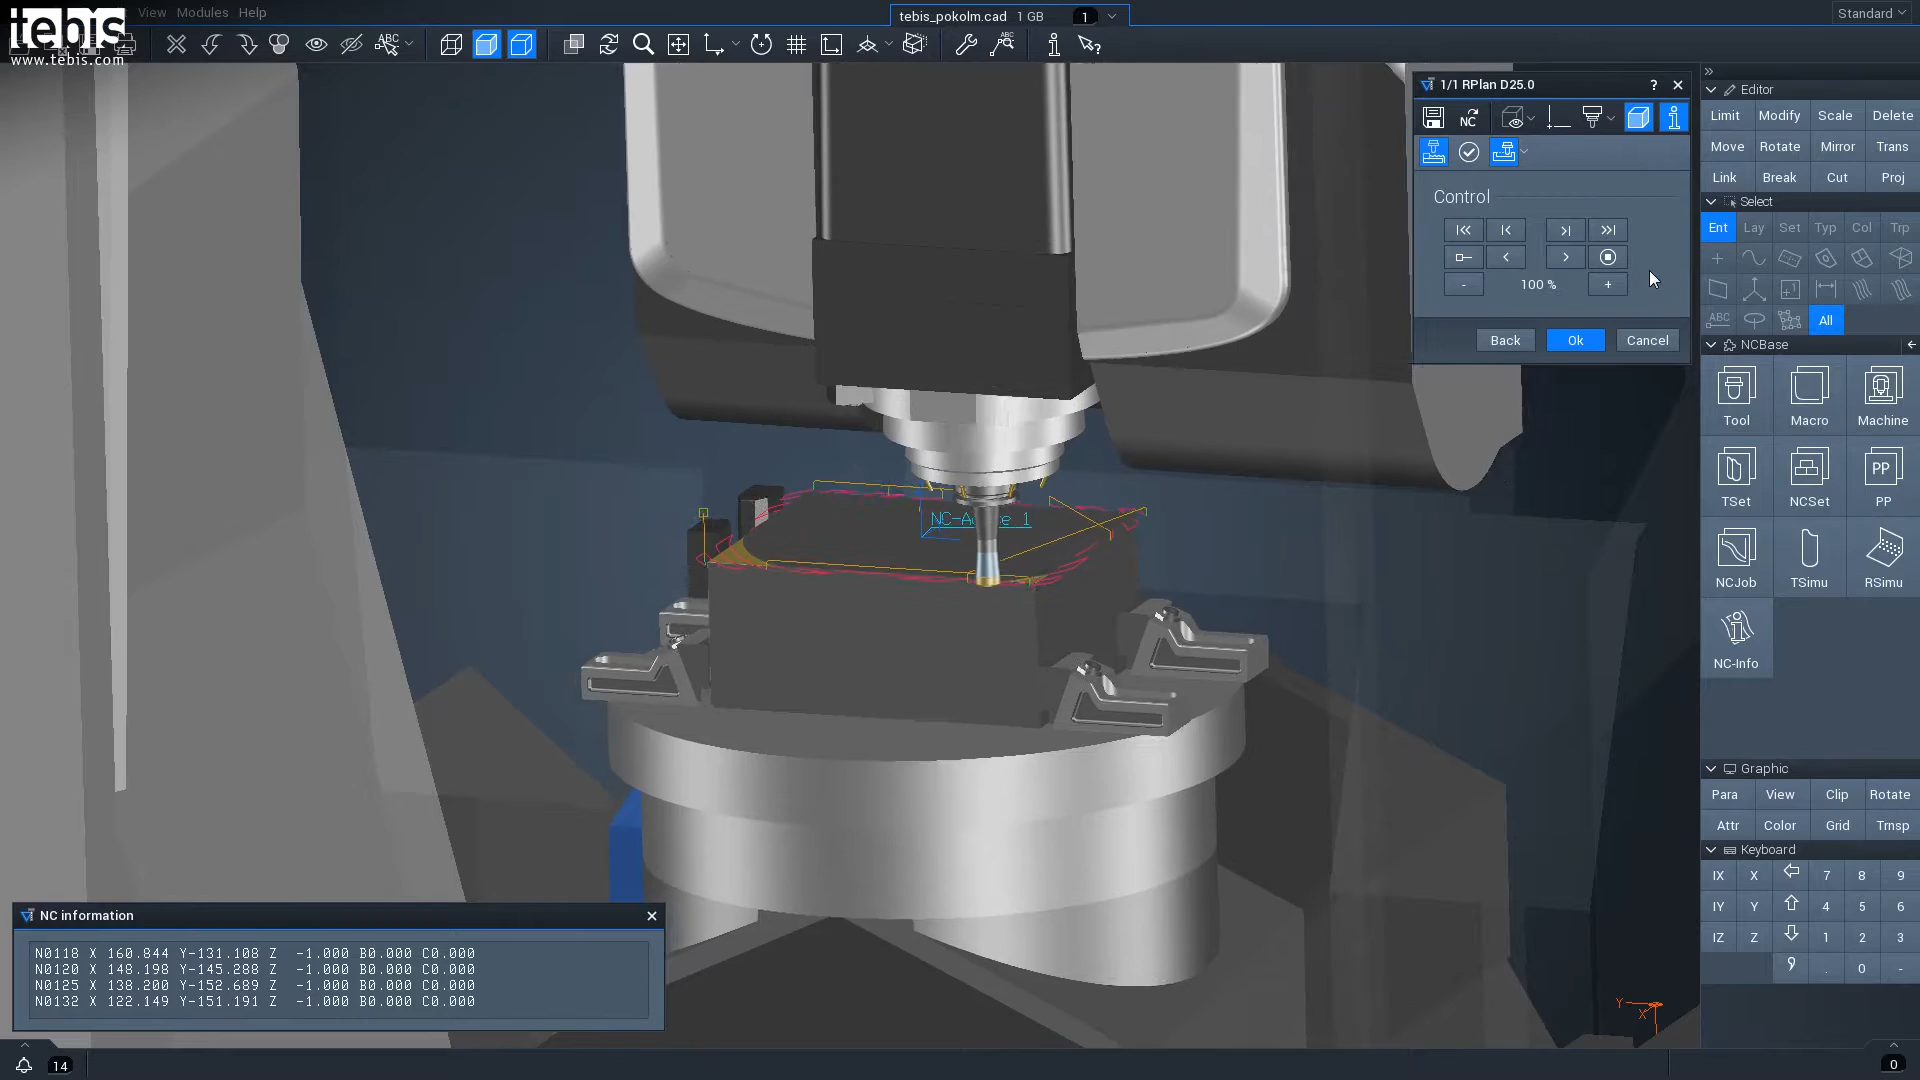 tebis
www.tebis.com
View Modules Help
tebis_pokolm.cad 1 GB 1
Standard
ABC
ABC
1/1 RPlan D25.0 ?
NC
Control
100 %
- +
Back Ok Cancel
Editor
Limit Modify Scale Delete
Move Rotate Mirror Trans
Link Break Cut Proj
Select
Ent Lay Set Typ Col Trp
ABC All
NCBase
Tool Macro Machine
PP
TSet NCSet PP
NCJob TSimu RSimu
NC-Info
Graphic
Para View Clip Rotate
Attr Color Grid Trnsp
Keyboard
IX X 7 8 9
IY Y 4 5 6
IZ Z 1 2 3
. 0 -
NC information
N0118 X 160.844 Y-131.108 Z -1.000 B0.000 C0.000
N0120 X 148.198 Y-145.288 Z -1.000 B0.000 C0.000
N0125 X 138.200 Y-152.689 Z -1.000 B0.000 C0.000
N0132 X 122.149 Y-151.191 Z -1.000 B0.000 C0.000
Y
X
14
0